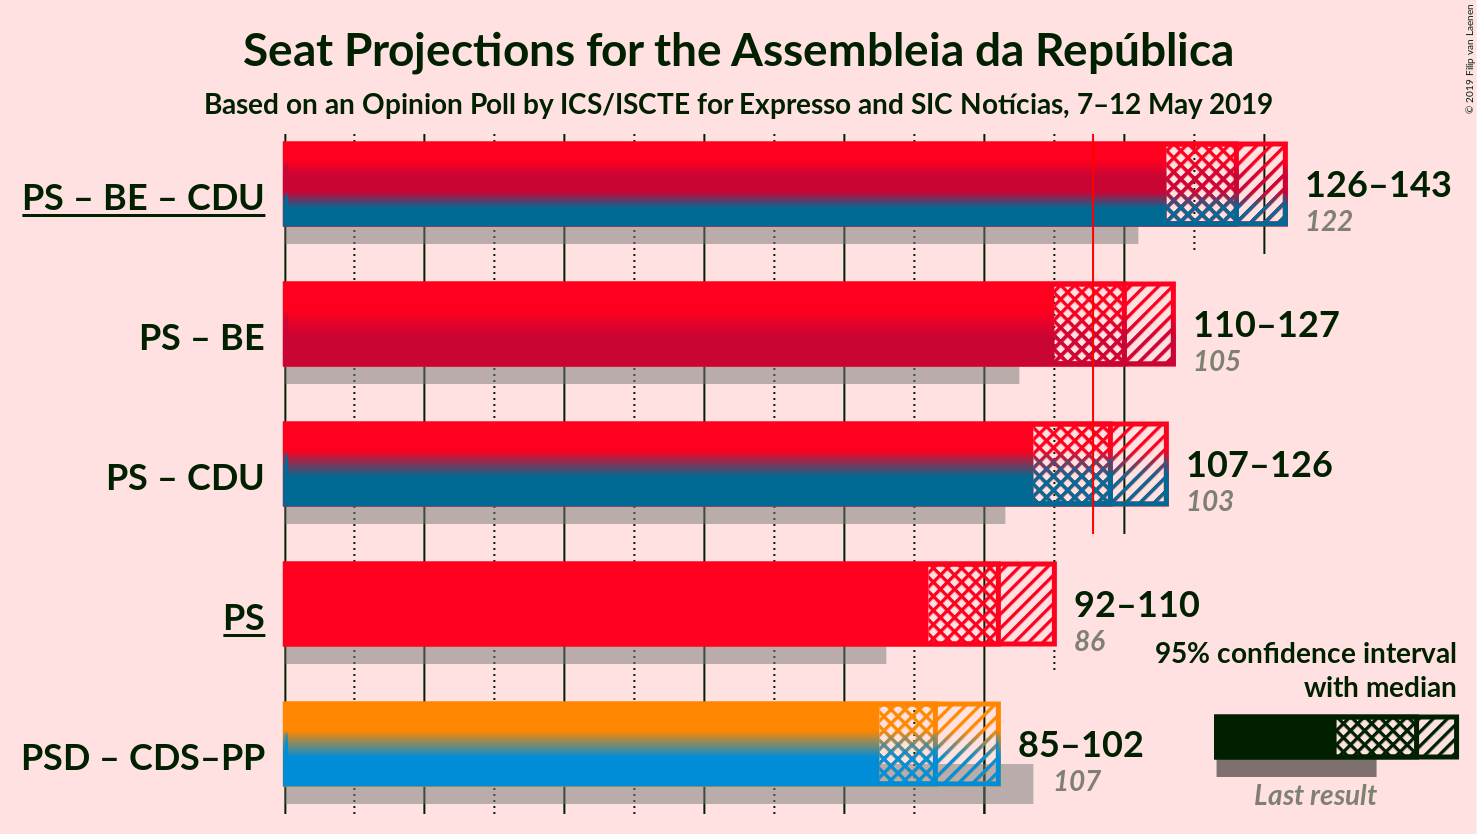 Seat Projections for the Assembleia da República
Based on an Opinion Poll by ICS/ISCTE for Expresso and SIC Notícias, 7–12 May 2019
© 2019 Filip van Laenen
PS – BE – CDU
126–143
122
PS – BE
110–127
105
PS – CDU
107–126
103
PS
92–110
86
PSD – CDS–PP
85–102
107
95% confidence interval
with median
Last result